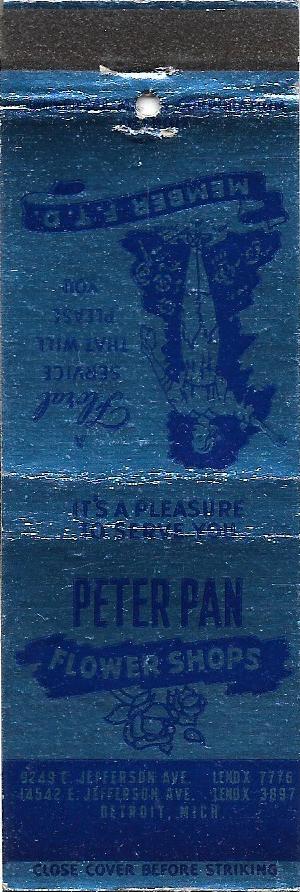 MEMBER F.T.D.
A
Floral
SERVICE
THAT WILL
PLEASE
YOU
IT'S A PLEASURE
TO SERVE YOU
PETER PAN
FLOWER SHOPS
9249 E. JEFFERSON AVE. LENOX 7776
14542 E. JEFFERSON AVE. LENOX 3897
DETROIT, MICH.
CLOSE COVER BEFORE STRIKING